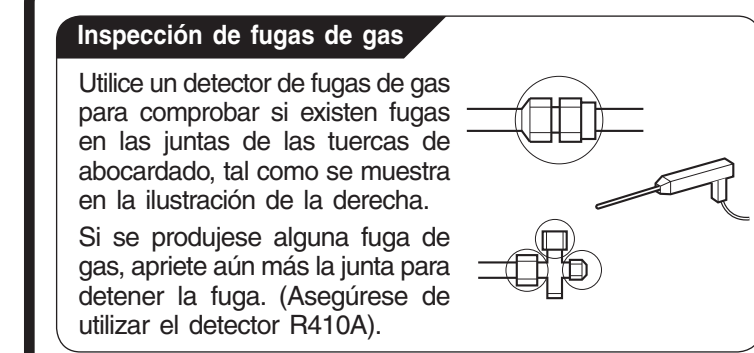 Inspección de fugas de gas
Utilice un detector de fugas de gas
para comprobar si existen fugas
en las juntas de las tuercas de
abocardado, tal como se muestra
en la ilustración de la derecha.
Si se produjese alguna fuga de
gas, apriete aún más la junta para
detener la fuga. (Asegúrese de
utilizar el detector R410A).